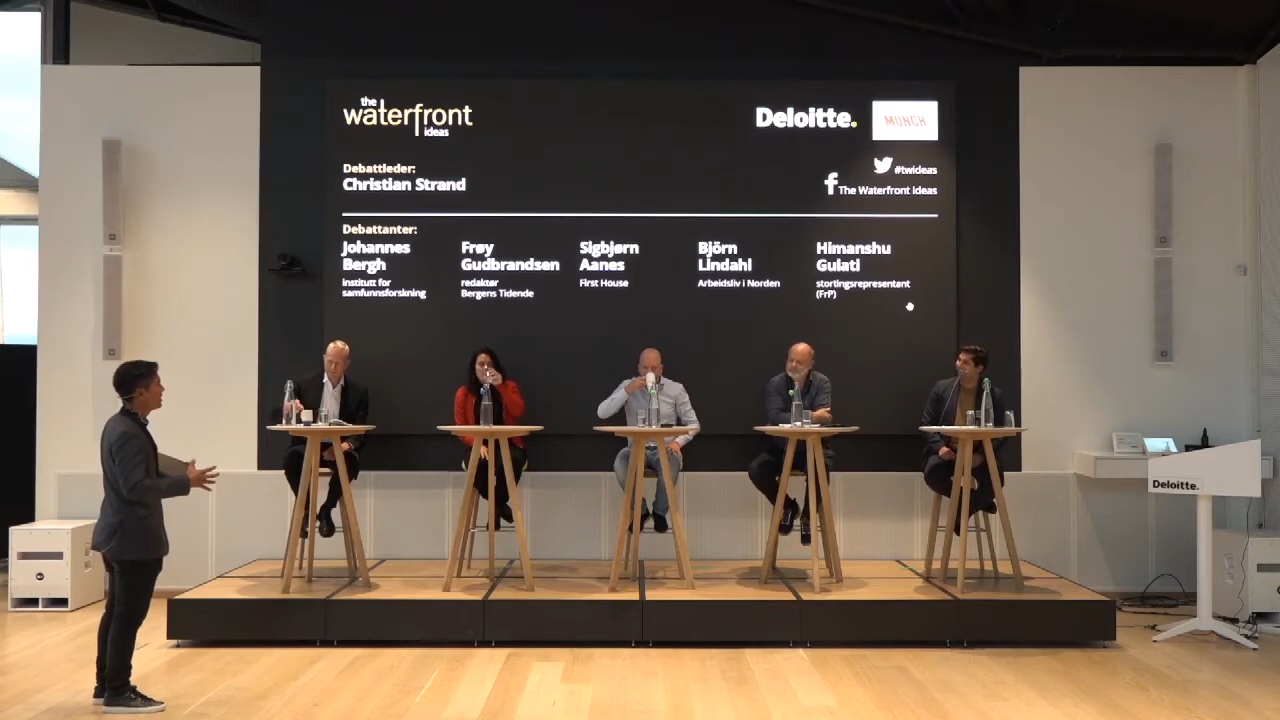 the
waterfront
ideas
Deloitte.
MUNCH
#twideas
The Waterfront Ideas
Debattleder:
Christian Strand
Debattanter:
Johannes
Bergh
institutt for
samfunnsforskning
Frøy
Gudbrandsen
redaktør
Bergens Tidende
Sigbjørn
Aanes
First House
Björn
Lindahl
Arbeidsliv i Norden
Himanshu
Gulati
stortingsrepresentant
(FrP)
Deloitte.